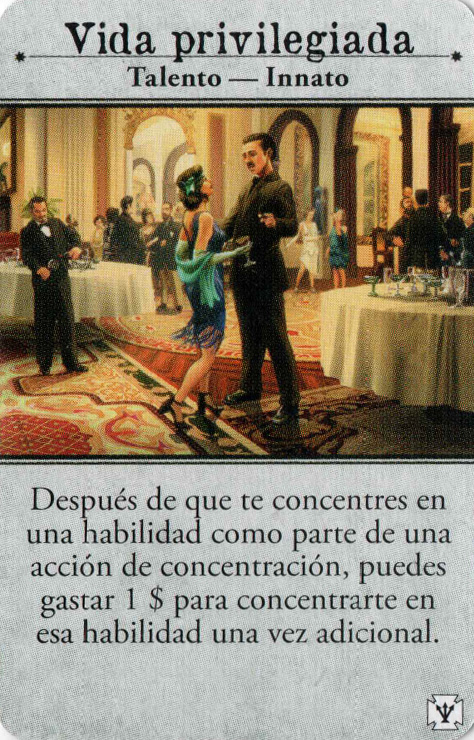 Vida privilegiada
Talento — Innato
Después de que te concentres en
una habilidad como parte de una
acción de concentración, puedes
gastar 1 $ para concentrarte en
esa habilidad una vez adicional.